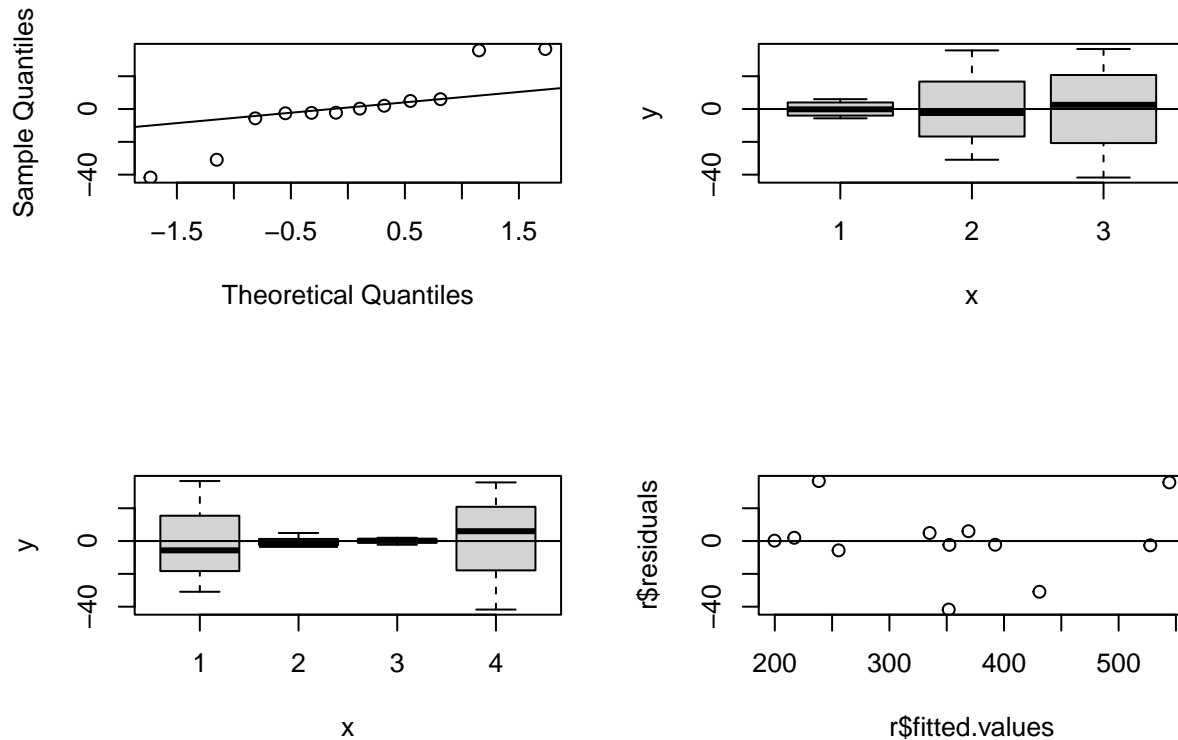 Sample Quantiles
0
−40
−1.5 −0.5 0.5 1.5
Theoretical Quantiles
y
0
−40
1 2 3
x
y
0
−40
1 2 3 4
x
r$residuals
0
−40
200 300 400 500
r$fitted.values